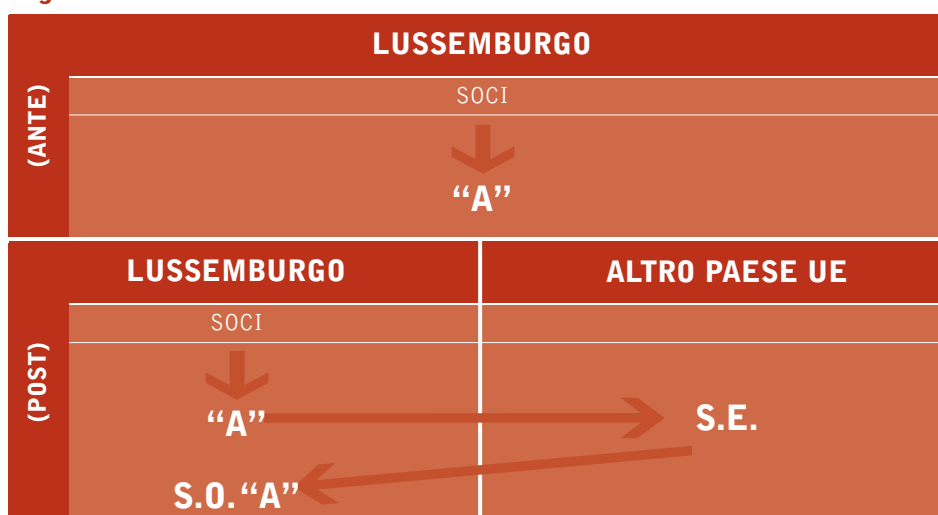 LUSSEMBURGO
(ANTE)
SOCI
“A”
LUSSEMBURGO
ALTRO PAESE UE
(POST)
SOCI
“A”
S.E.
S.O. “A”